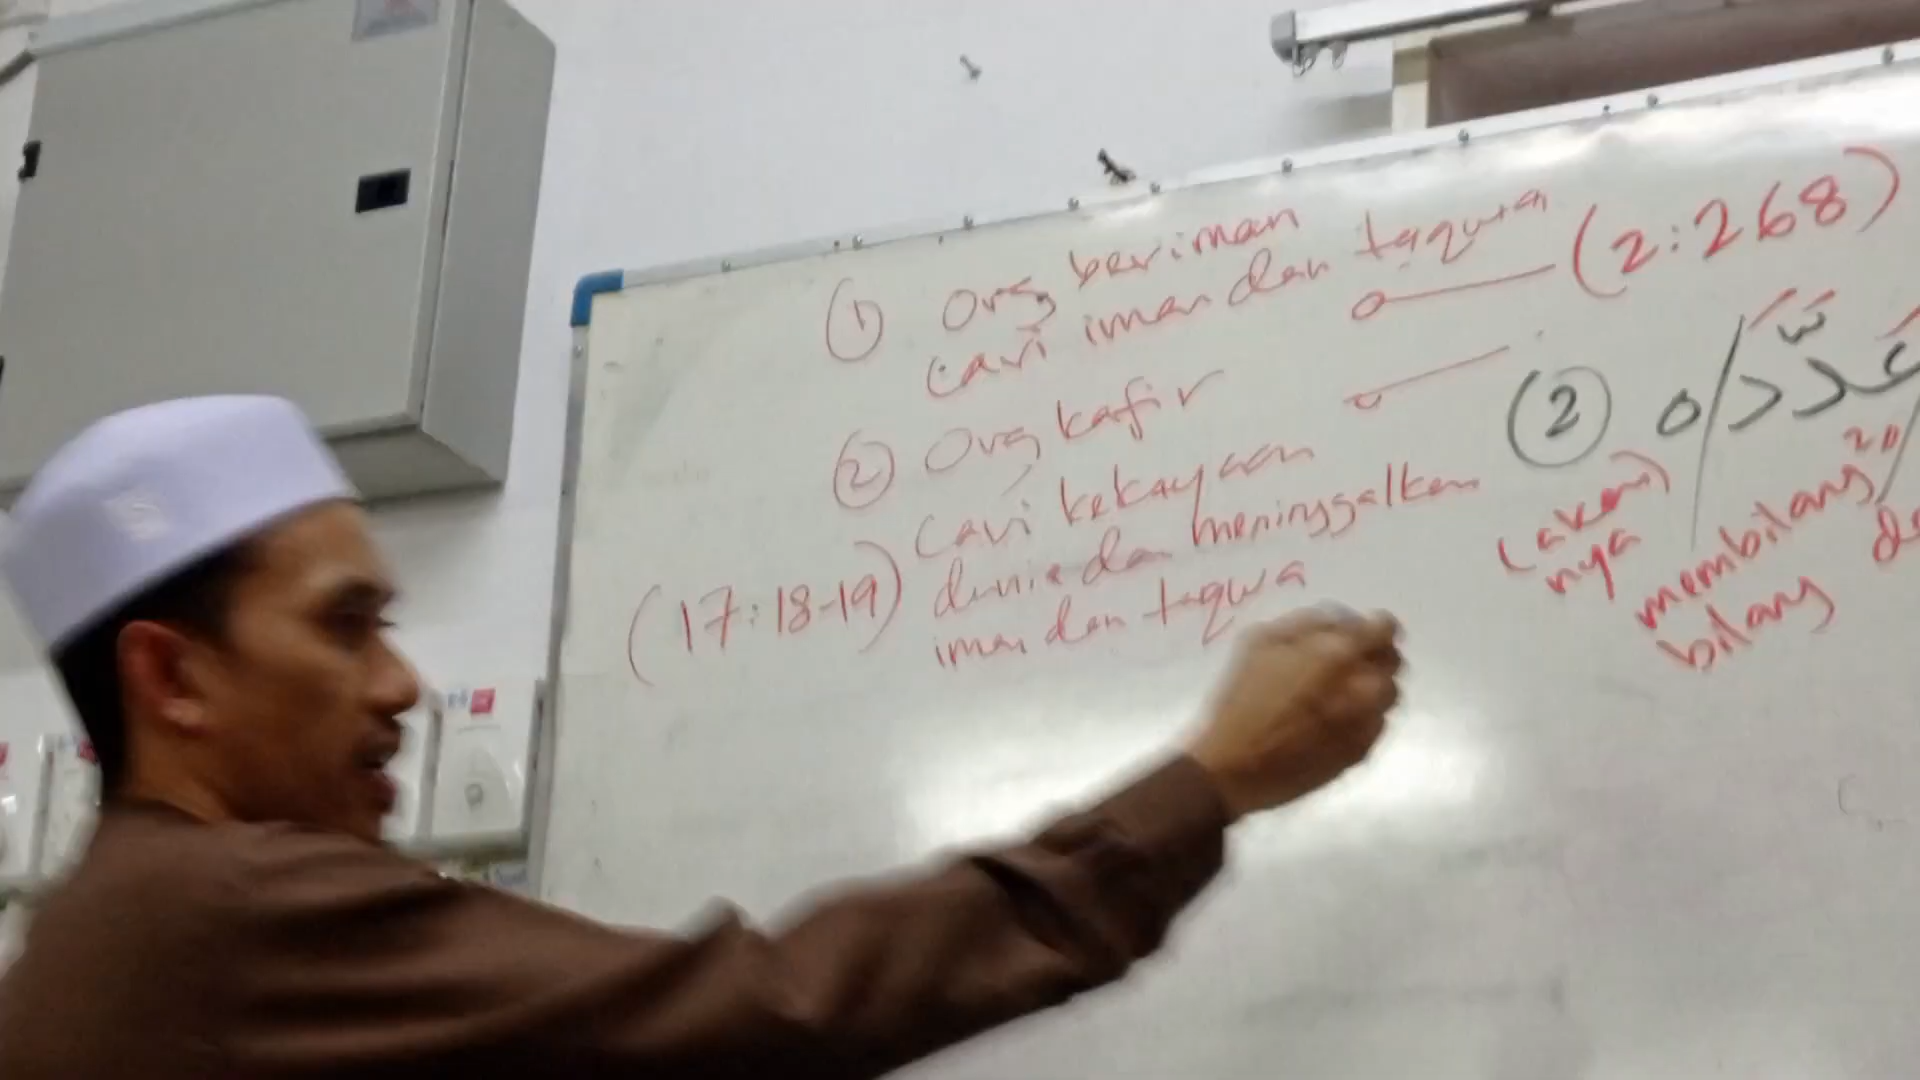 ① Org beriman
cari iman dan taqwa (2:268)
② Org kafir
cari kekayaan
dunia dan meninggalkan
(17:18-19) iman dan taqwa
② عَدَّدَ / ه
(akan)
nya
membilang"
bilang